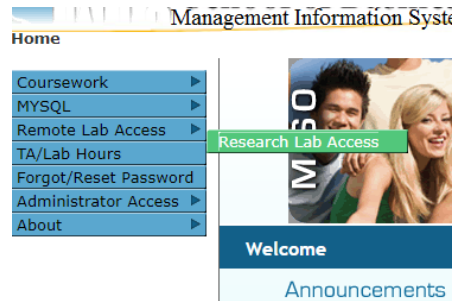 Management Information Syste
Home
Coursework
MYSQL
Remote Lab Access
Research Lab Access
TA/Lab Hours
Forgot/Reset Password
Administrator Access
About
Welcome
Announcements